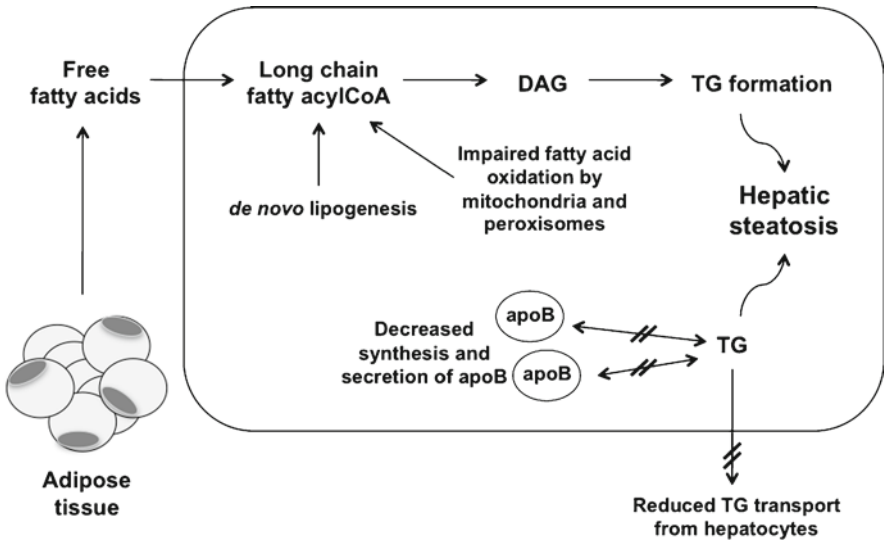 Free
fatty acids
Long chain
fatty acylCoA
DAG
TG formation
Impaired fatty acid
oxidation by
mitochondria and
peroxisomes
de novo lipogenesis
Hepatic
steatosis
Decreased
synthesis and
secretion of apoB
apoB
apoB
TG
Adipose
tissue
Reduced TG transport
from hepatocytes